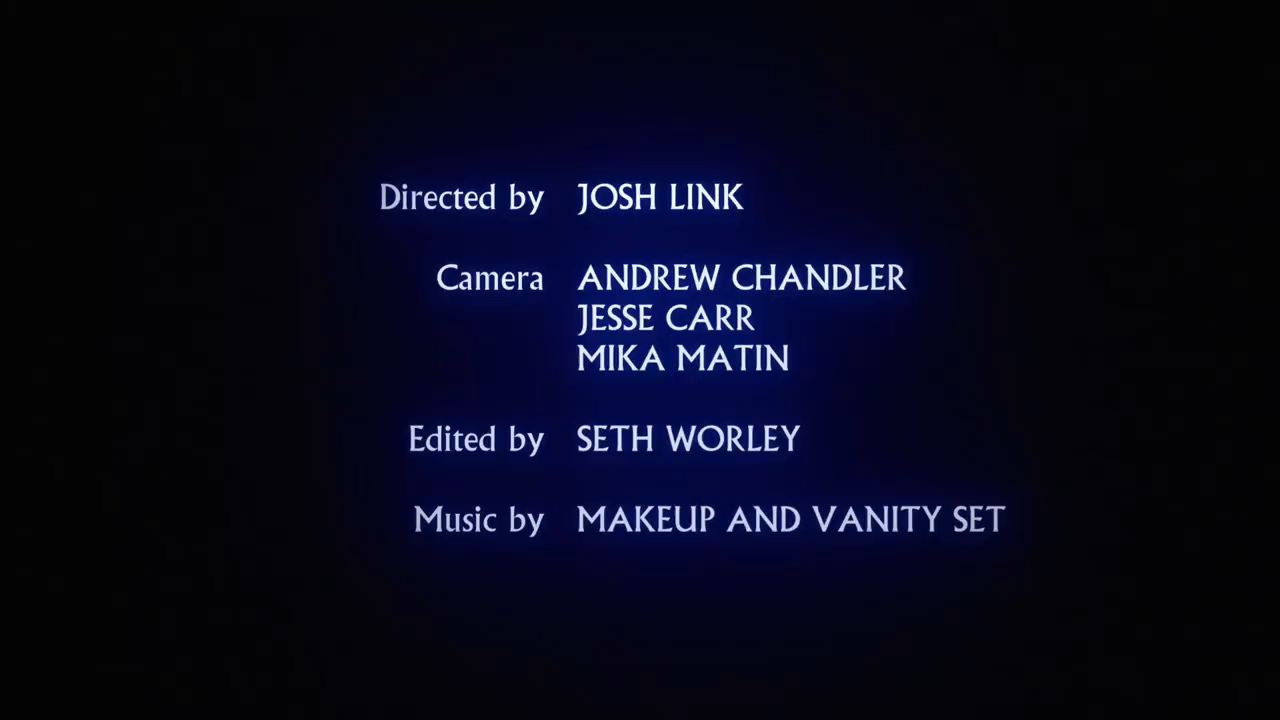 Directed by JOSH LINK
Camera ANDREW CHANDLER
JESSE CARR
MIKA MATIN
Edited by SETH WORLEY
Music by MAKEUP AND VANITY SET